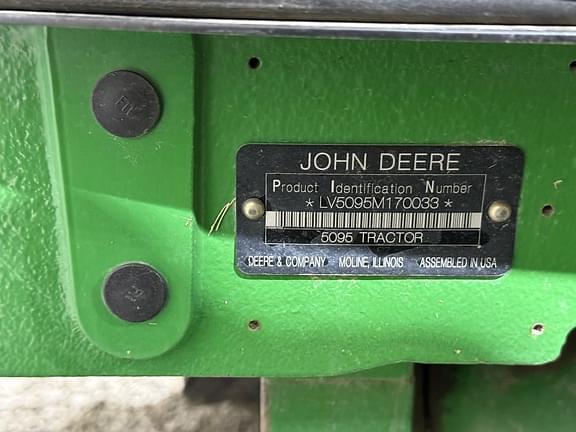 JOHN DEERE
Product Identification Number
* LV5095M170033 *
5095 TRACTOR
DEERE & COMPANY MOLINE, ILLINOIS ASSEMBLED IN USA